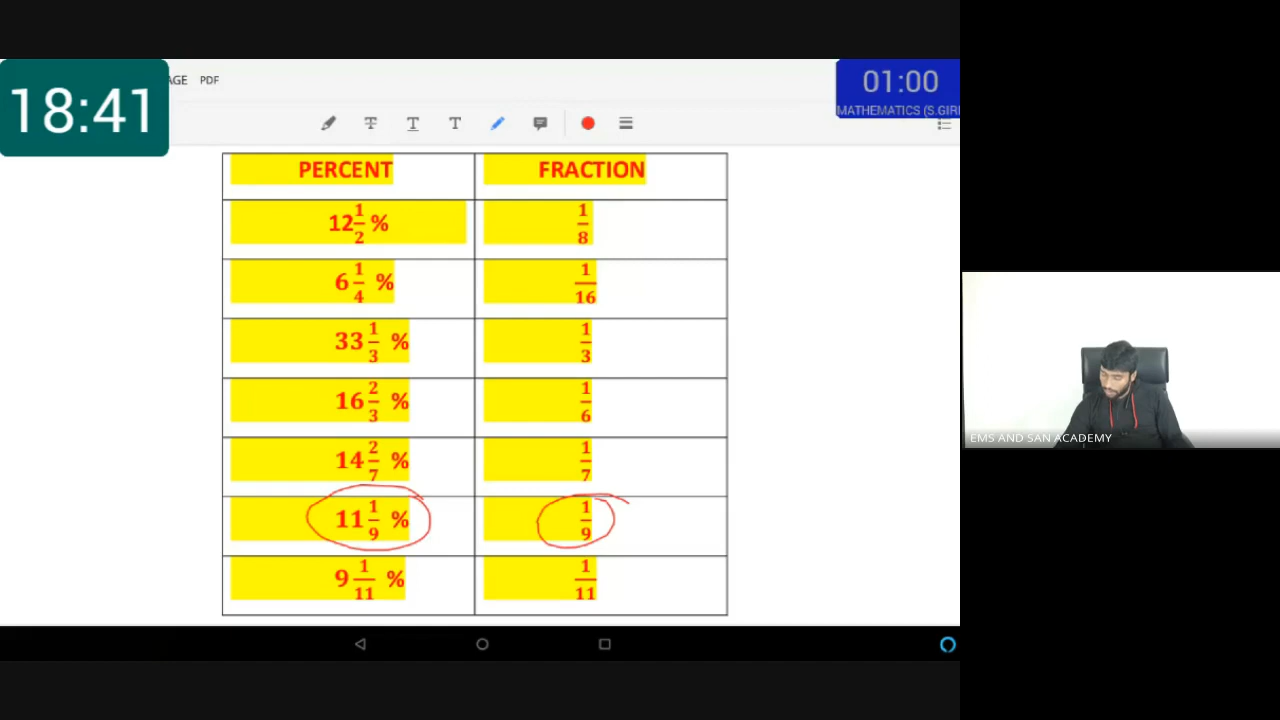 18:41
AGE PDF
01:00
MATHEMATICS (S.GIRI
T T T
PERCENT FRACTION
12 1/2 % 1/8
6 1/4 % 1/16
33 1/3 % 1/3
16 2/3 % 1/6
14 2/7 % 1/7
11 1/9 % 1/9
9 1/11 % 1/11
EMS AND SAN ACADEMY